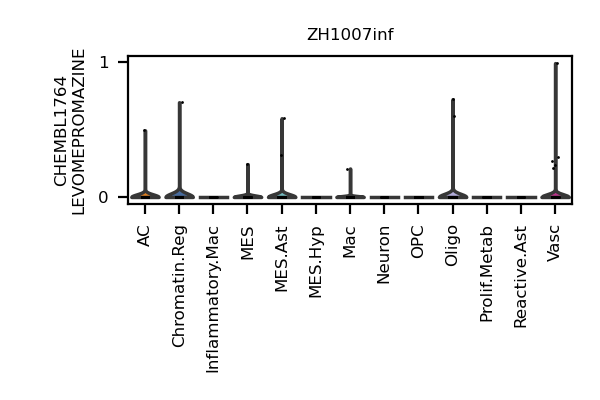 ZH1007inf
CHEMBL1764
LEVOMEPROMAZINE
1
0
AC
Chromatin.Reg
Inflammatory.Mac
MES
MES.Ast
MES.Hyp
Mac
Neuron
OPC
Oligo
Prolif.Metab
Reactive.Ast
Vasc